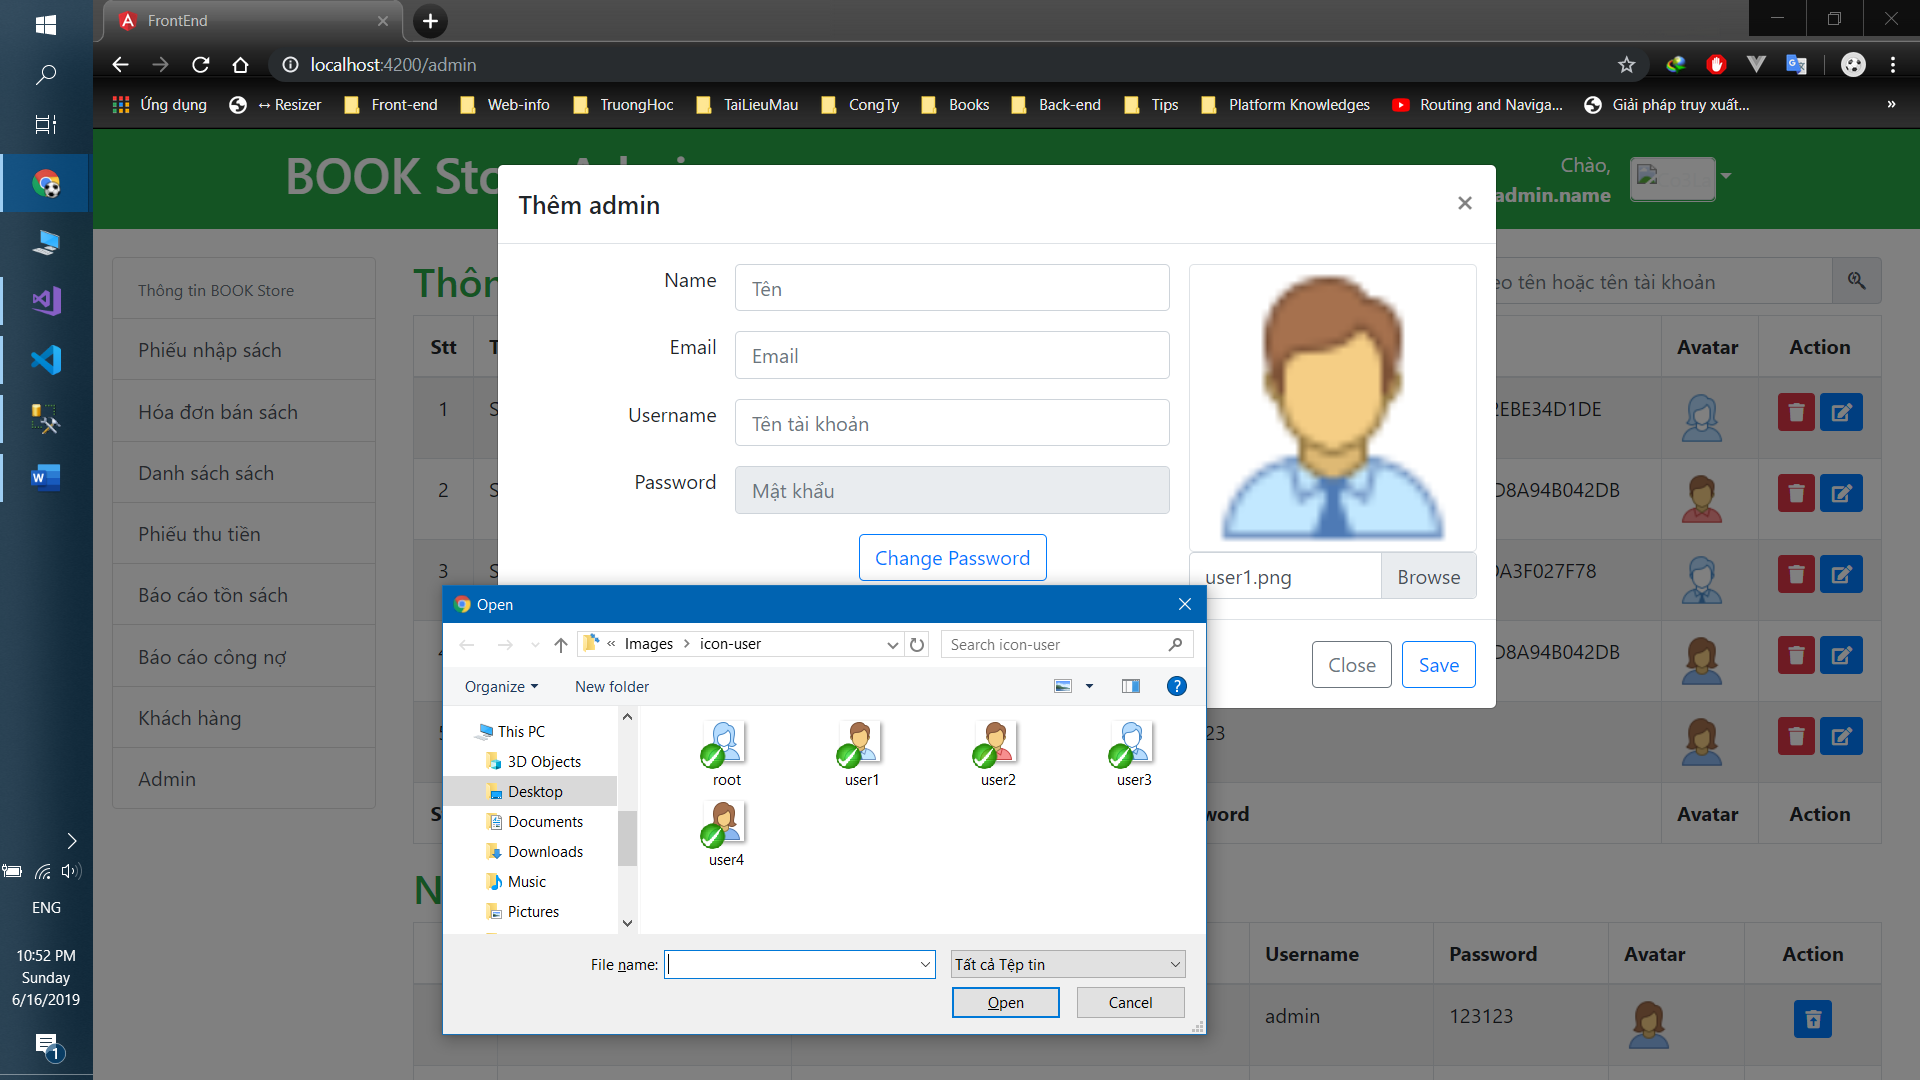 FrontEnd
localhost:4200/admin
Ứng dụng
↔ Resizer
Front-end
Web-info
TruongHoc
TaiLieuMau
CongTy
Books
Back-end
Tips
Platform Knowledges
Routing and Naviga...
Giải pháp truy xuất...
»
BOOK Sto
Chào,
admin.name
Thêm admin
×
Thông tin BOOK Store
Phiếu nhập sách
Hóa đơn bán sách
Danh sách sách
Phiếu thu tiền
Báo cáo tồn sách
Báo cáo công nợ
Khách hàng
Admin
Thôn
eo tên hoặc tên tài khoản
Name
Tên
Email
Email
Username
Tên tài khoản
Password
Mật khẩu
Change Password
user1.png
Browse
Close
Save
Stt
T
Avatar
Action
1
S
2EBE34D1DE
2
S
D8A94B042DB
3
S
DA3F027F78
D8A94B042DB
23
S
word
Avatar
Action
Open
«
Images
icon-user
Search icon-user
Organize
New folder
?
This PC
3D Objects
Desktop
Documents
Downloads
Music
Pictures
root
user1
user2
user3
user4
File name:
Tất cả Tệp tin
Open
Cancel
N
Username
Password
Avatar
Action
admin
123123
ENG
10:52 PM
Sunday
6/16/2019
1